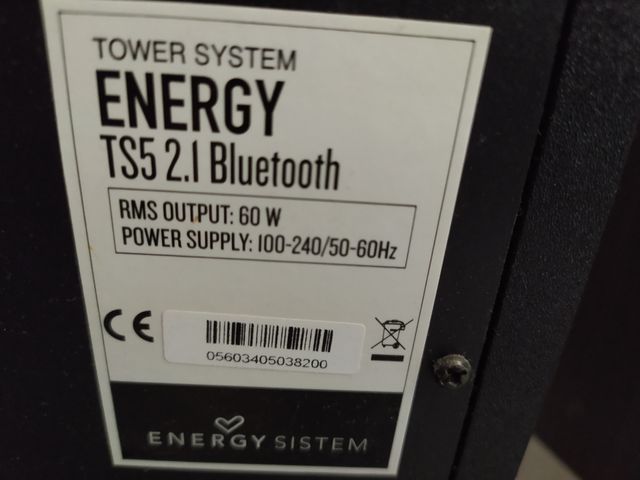 TOWER SYSTEM
ENERGY
TS5 2.1 Bluetooth
RMS OUTPUT: 60 W
POWER SUPPLY: 100-240/50-60Hz
CE
05603405038200
ENERGY SISTEM